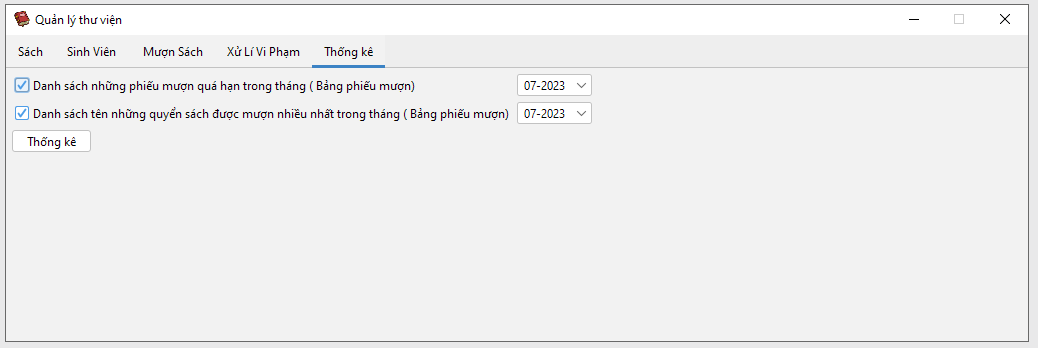 Quản lý thư viện
Sách Sinh Viên Mượn Sách Xử Lí Vi Phạm Thống kê
Danh sách những phiếu mượn quá hạn trong tháng ( Bảng phiếu mượn) 07-2023
Danh sách tên những quyển sách được mượn nhiều nhất trong tháng ( Bảng phiếu mượn) 07-2023
Thống kê